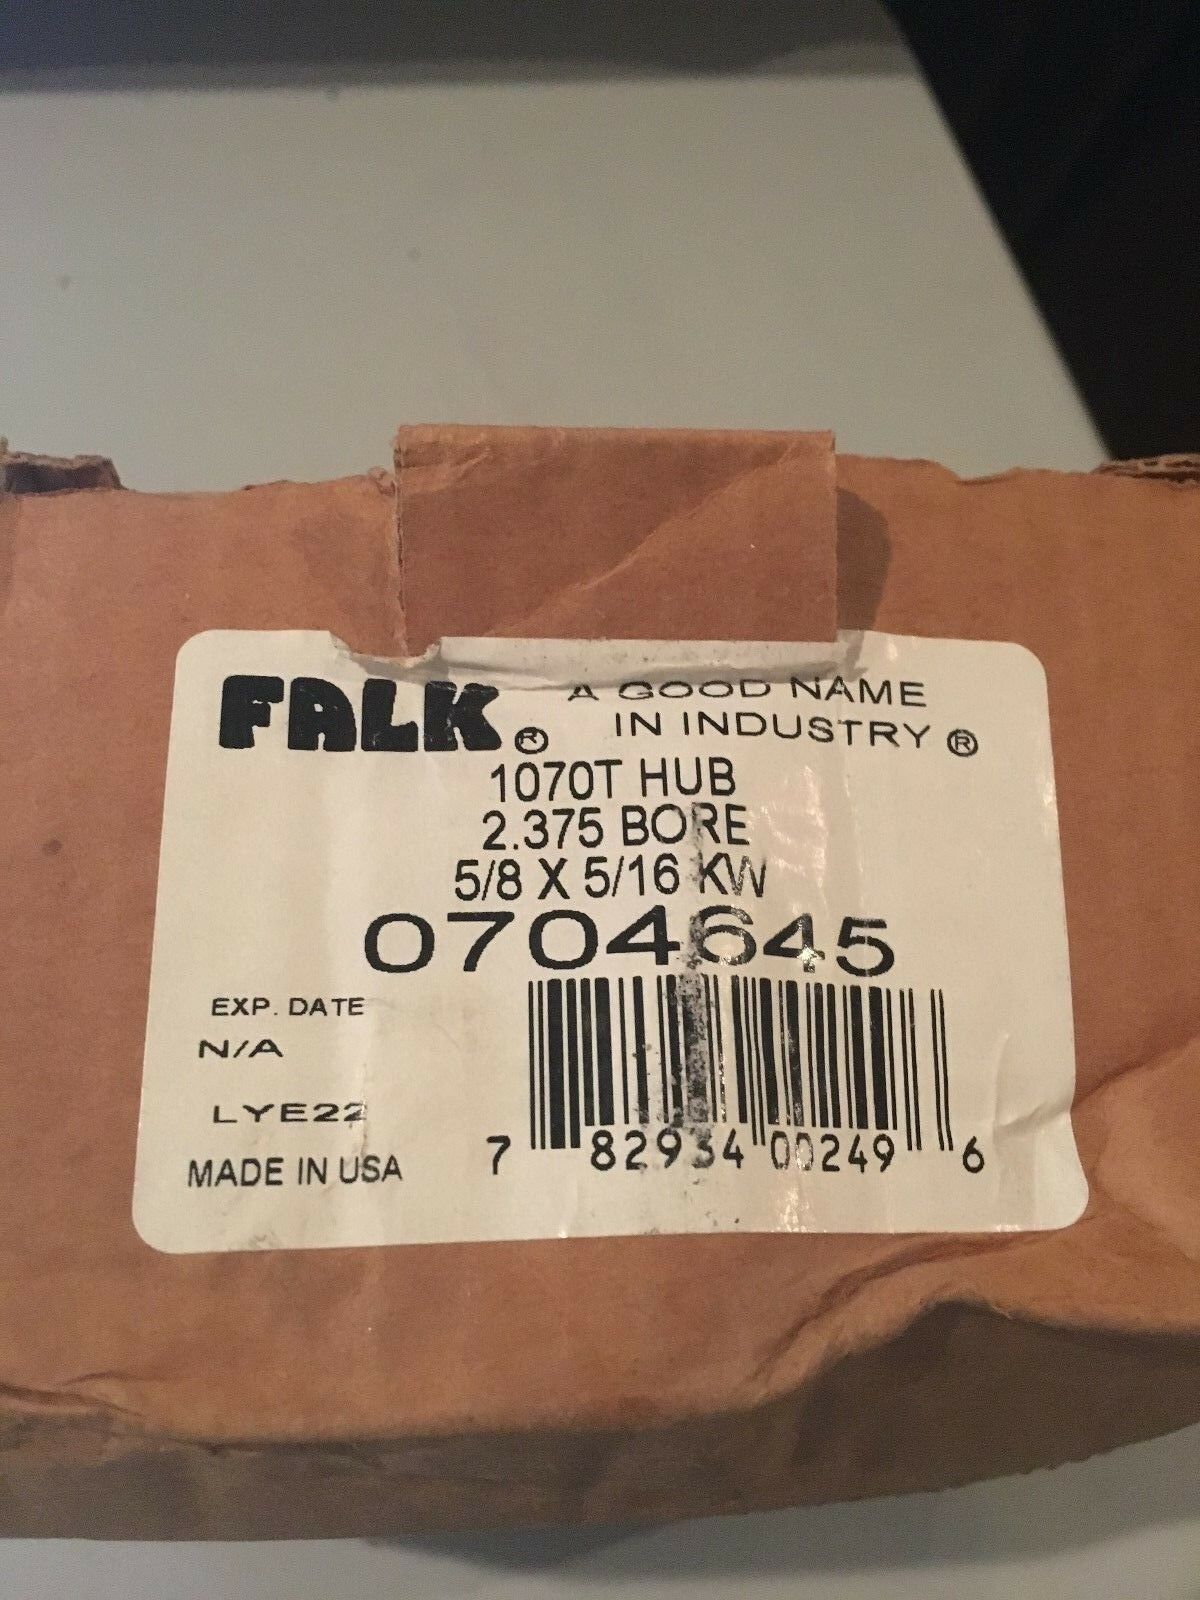 FALK® A GOOD NAME
IN INDUSTRY®
1070T HUB
2.375 BORE
5/8 X 5/16 KW
0704645
EXP. DATE
N/A
LYE22
MADE IN USA
7 82934 00249 6